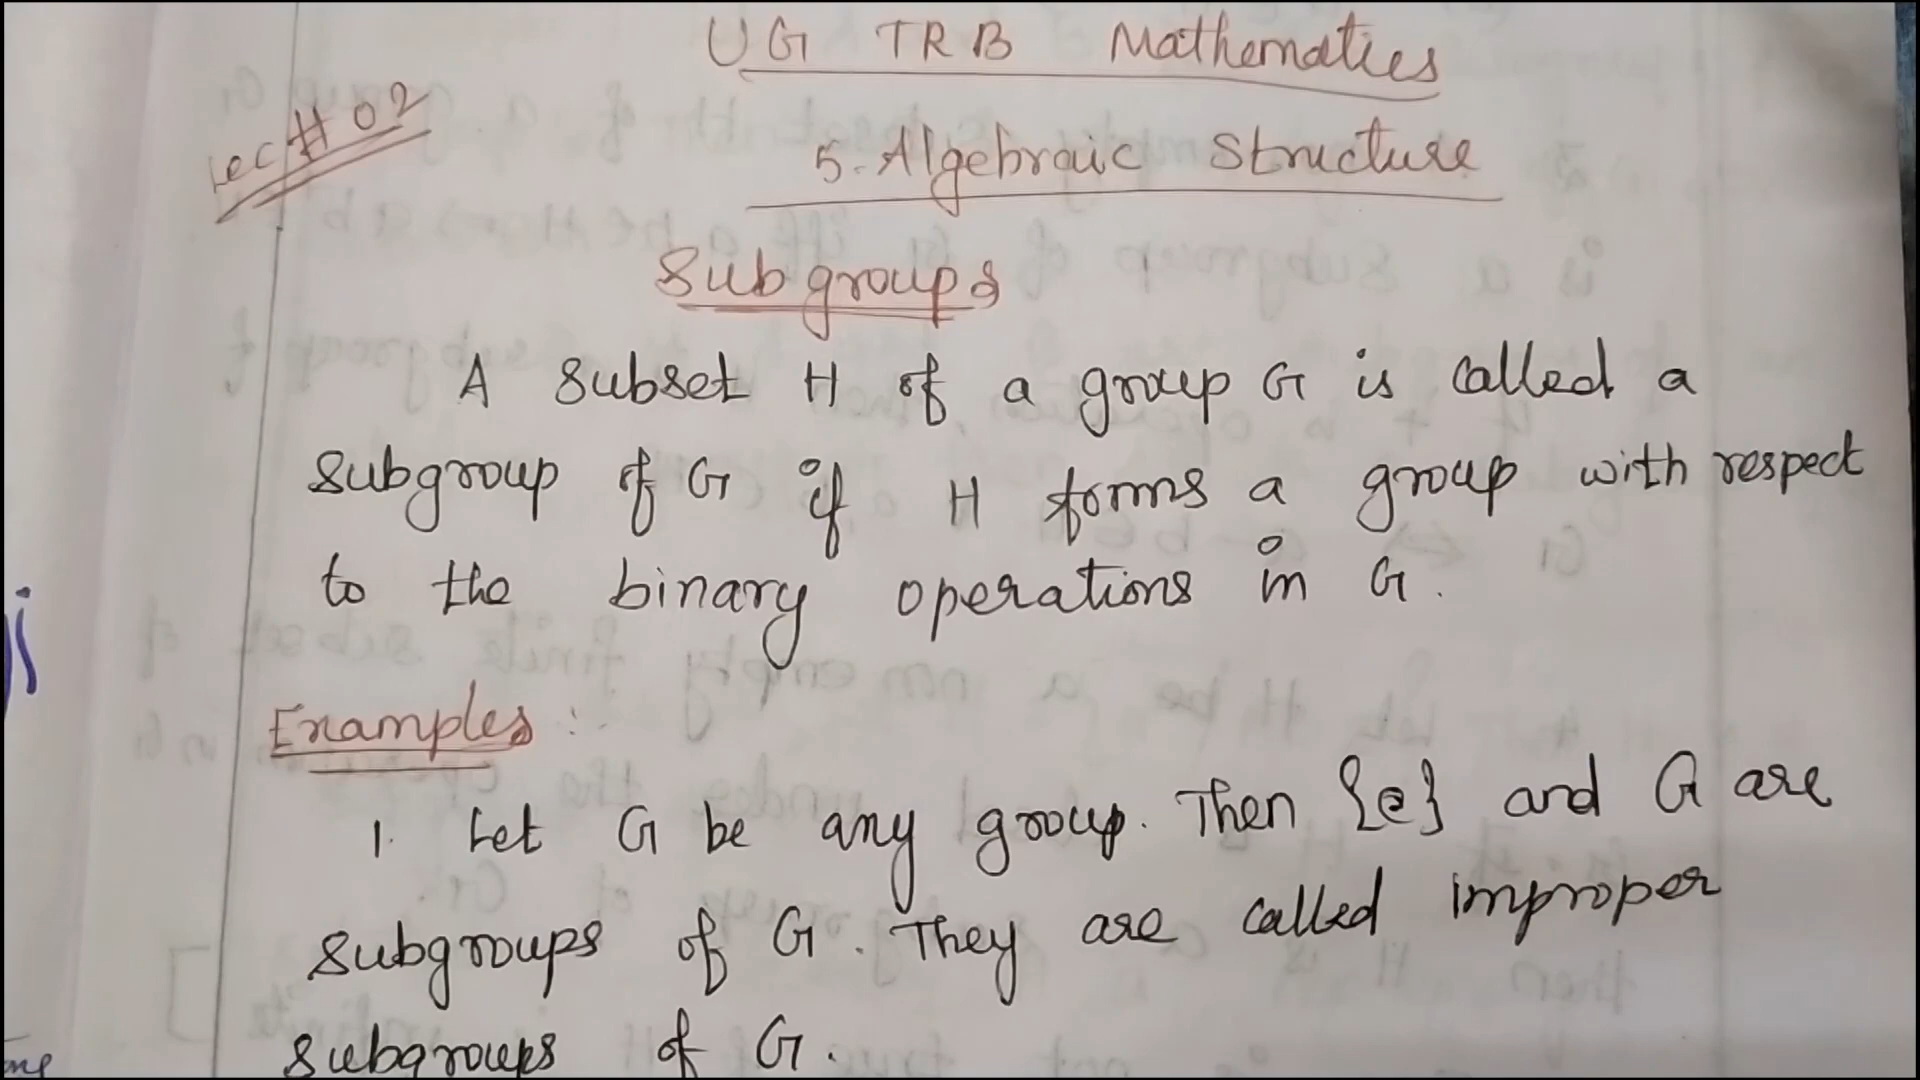 UG TRB Mathematics
Lec # 02
5. Algebraic Structure
Subgroups
A subset H of a group G is called a
subgroup of G if H forms a group with respect
to the binary operations in G.
Examples :
1. Let G be any group. Then {e} and G are
subgroups of G. They are called improper
subgroups of G.